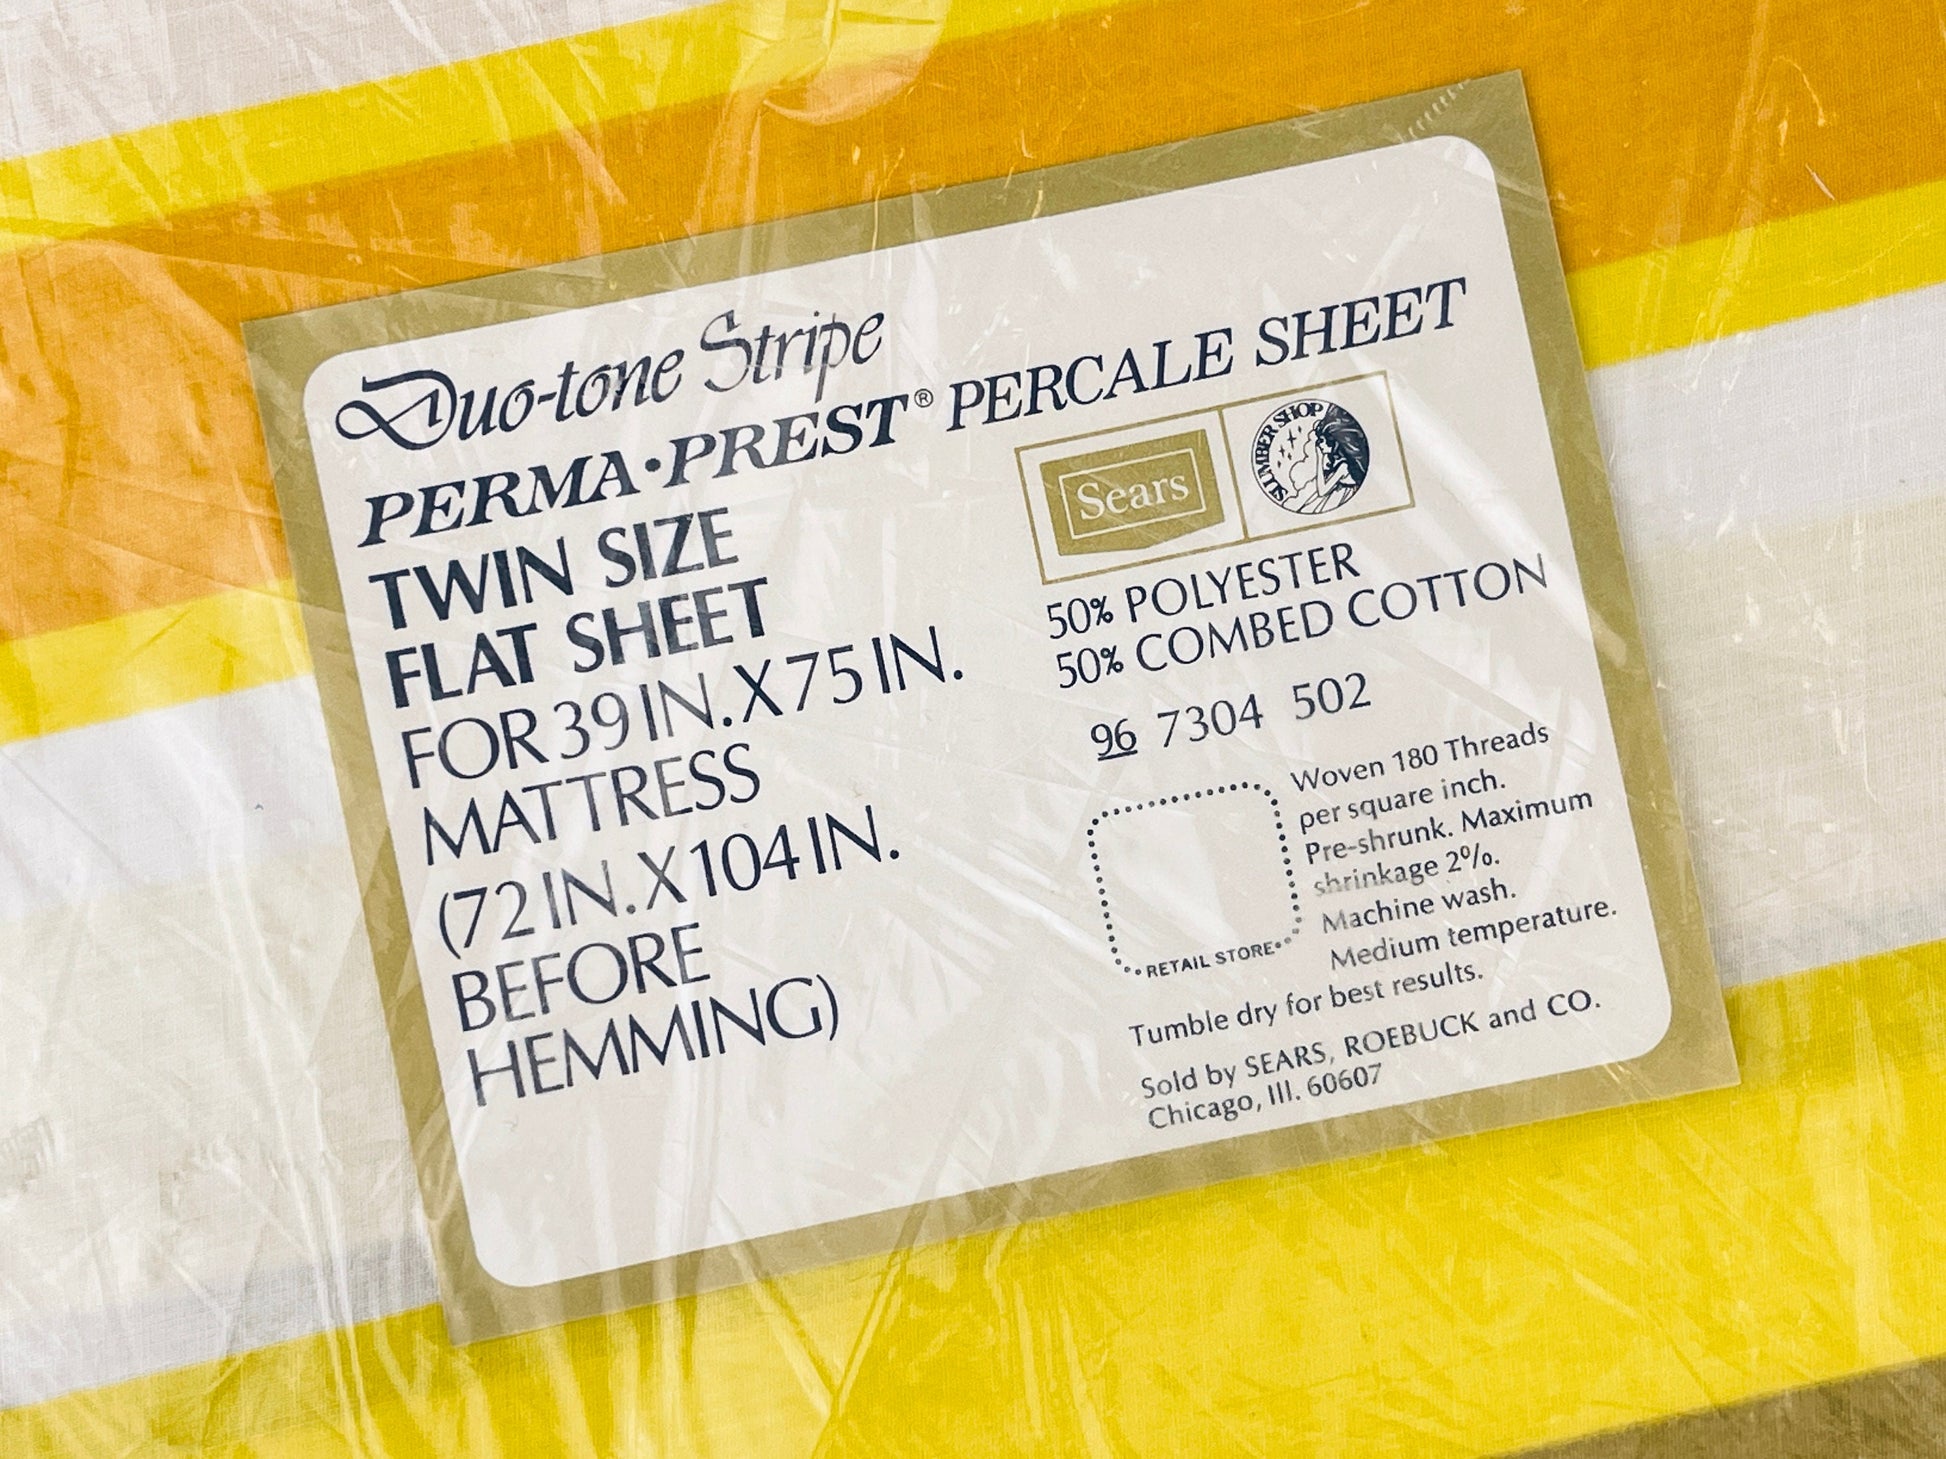 Duo-tone Stripe
PERMA•PREST® PERCALE SHEET
TWIN SIZE
FLAT SHEET
FOR 39 IN. X 75 IN.
MATTRESS
(72 IN. X 104 IN.
BEFORE
HEMMING)
Sears
SLUMBER SHOP
50% POLYESTER
50% COMBED COTTON
96 7304 502
Woven 180 Threads
per square inch.
Pre-shrunk. Maximum
shrinkage 2%.
Machine wash.
Medium temperature.
RETAIL STORE
Tumble dry for best results.
Sold by SEARS, ROEBUCK and CO.
Chicago, Ill. 60607